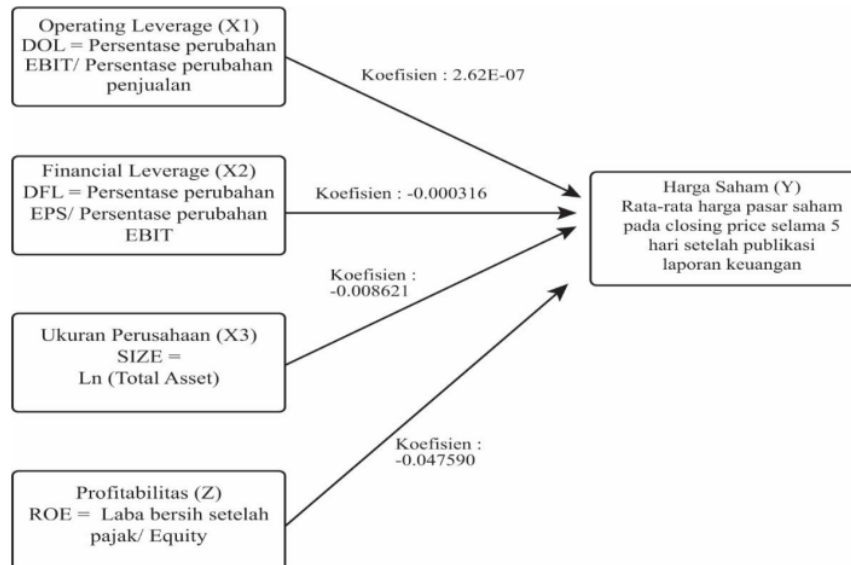 Operating Leverage (X1)
DOL = Persentase perubahan
EBIT/ Persentase perubahan
penjualan
Koefisien : 2.62E-07
Financial Leverage (X2)
DFL = Persentase perubahan
EPS/ Persentase perubahan
EBIT
Koefisien : -0.000316
Harga Saham (Y)
Rata-rata harga pasar saham
pada closing price selama 5
hari setelah publikasi
laporan keuangan
Koefisien :
-0.008621
Ukuran Perusahaan (X3)
SIZE =
Ln (Total Asset)
Koefisien :
-0.047590
Profitabilitas (Z)
ROE = Laba bersih setelah
pajak/ Equity